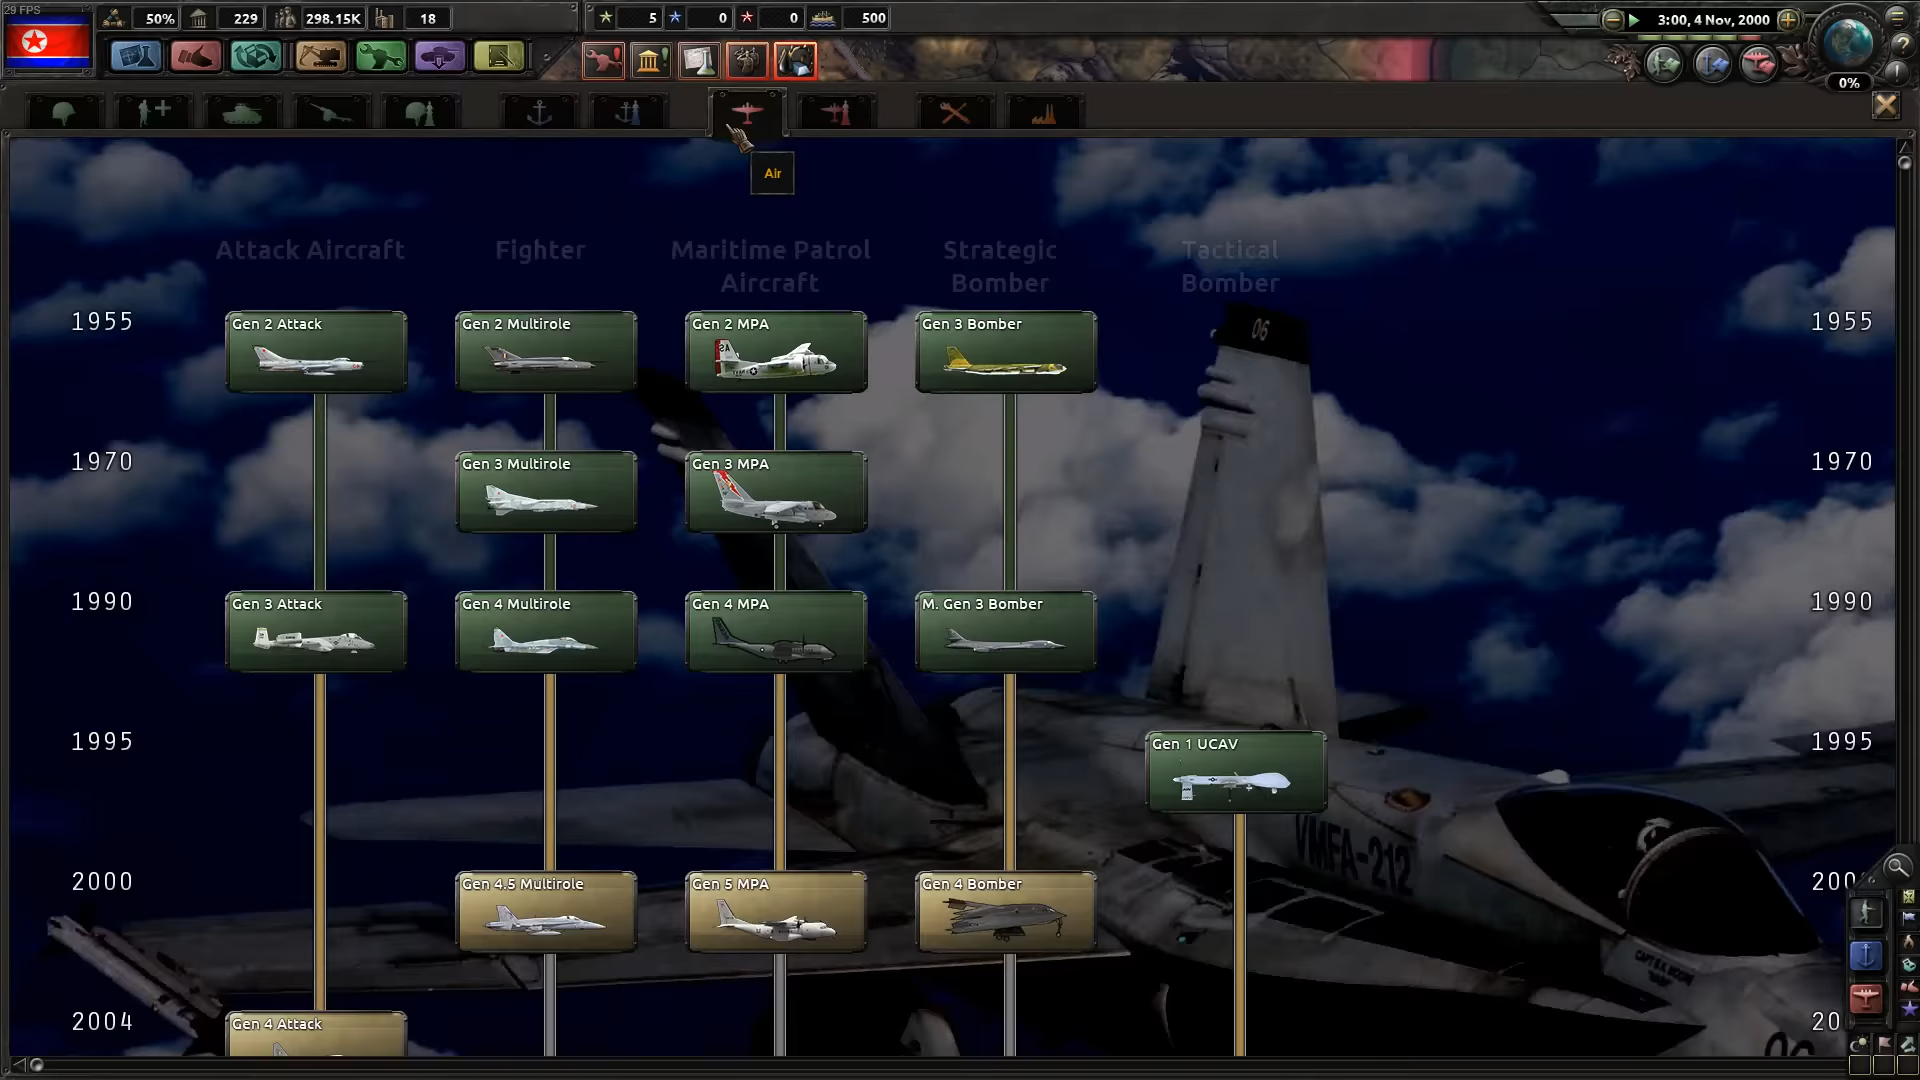 29 FPS
50%
229
298.15K
18
5
0
0
500
3:00, 4 Nov, 2000
0%
Air
Attack Aircraft
Fighter
Maritime Patrol
Aircraft
Strategic
Bomber
Tactical
Bomber
1955
Gen 2 Attack
Gen 2 Multirole
Gen 2 MPA
Gen 3 Bomber
06
1955
1970
Gen 3 Multirole
Gen 3 MPA
1970
1990
Gen 3 Attack
Gen 4 Multirole
Gen 4 MPA
M. Gen 3 Bomber
1990
1995
Gen 1 UCAV
1995
VMFA-212
2000
Gen 4.5 Multirole
Gen 5 MPA
Gen 4 Bomber
200
2004
Gen 4 Attack
20